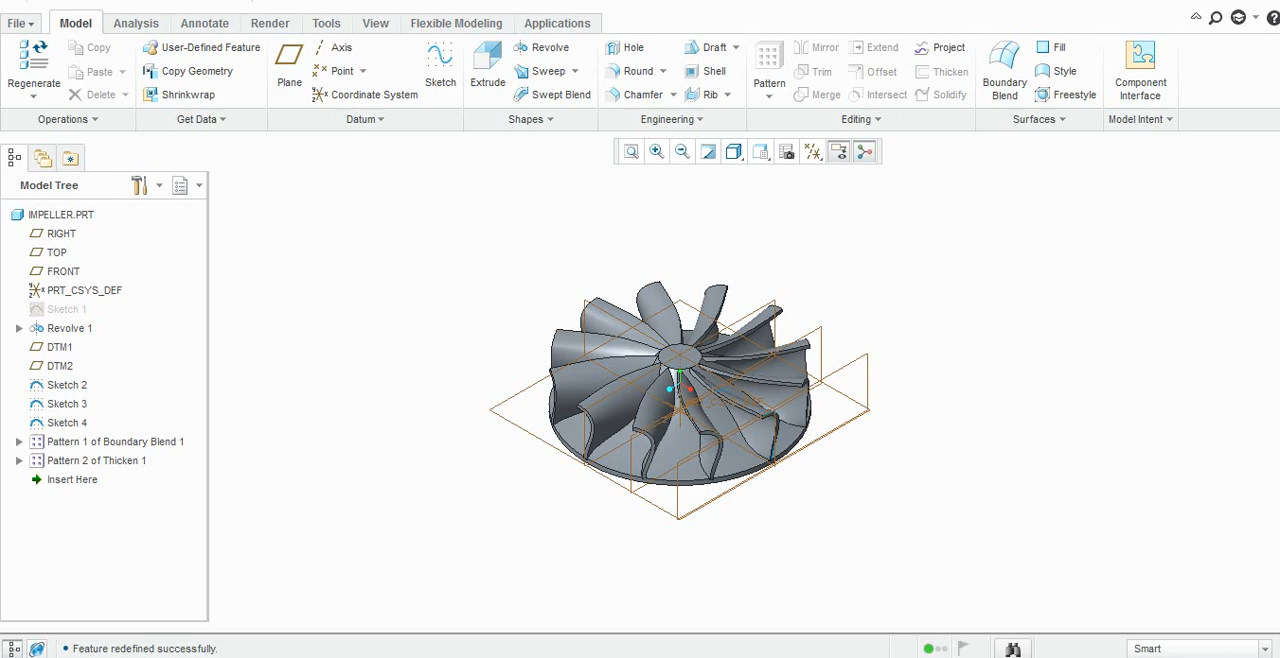 File
Model
Analysis
Annotate
Render
Tools
View
Flexible Modeling
Applications
Regenerate
Copy
Paste
Delete
Operations
User-Defined Feature
Copy Geometry
Shrinkwrap
Get Data
Plane
Axis
Point
Coordinate System
Sketch
Datum
Extrude
Revolve
Sweep
Swept Blend
Shapes
Hole
Round
Chamfer
Draft
Shell
Rib
Engineering
Pattern
Mirror
Trim
Merge
Extend
Offset
Intersect
Project
Thicken
Solidify
Editing
Boundary
Blend
Fill
Style
Freestyle
Surfaces
Component
Interface
Model Intent
Model Tree
IMPELLER.PRT
RIGHT
TOP
FRONT
PRT_CSYS_DEF
Sketch 1
Revolve 1
DTM1
DTM2
Sketch 2
Sketch 3
Sketch 4
Pattern 1 of Boundary Blend 1
Pattern 2 of Thicken 1
Insert Here
• Feature redefined successfully.
Smart